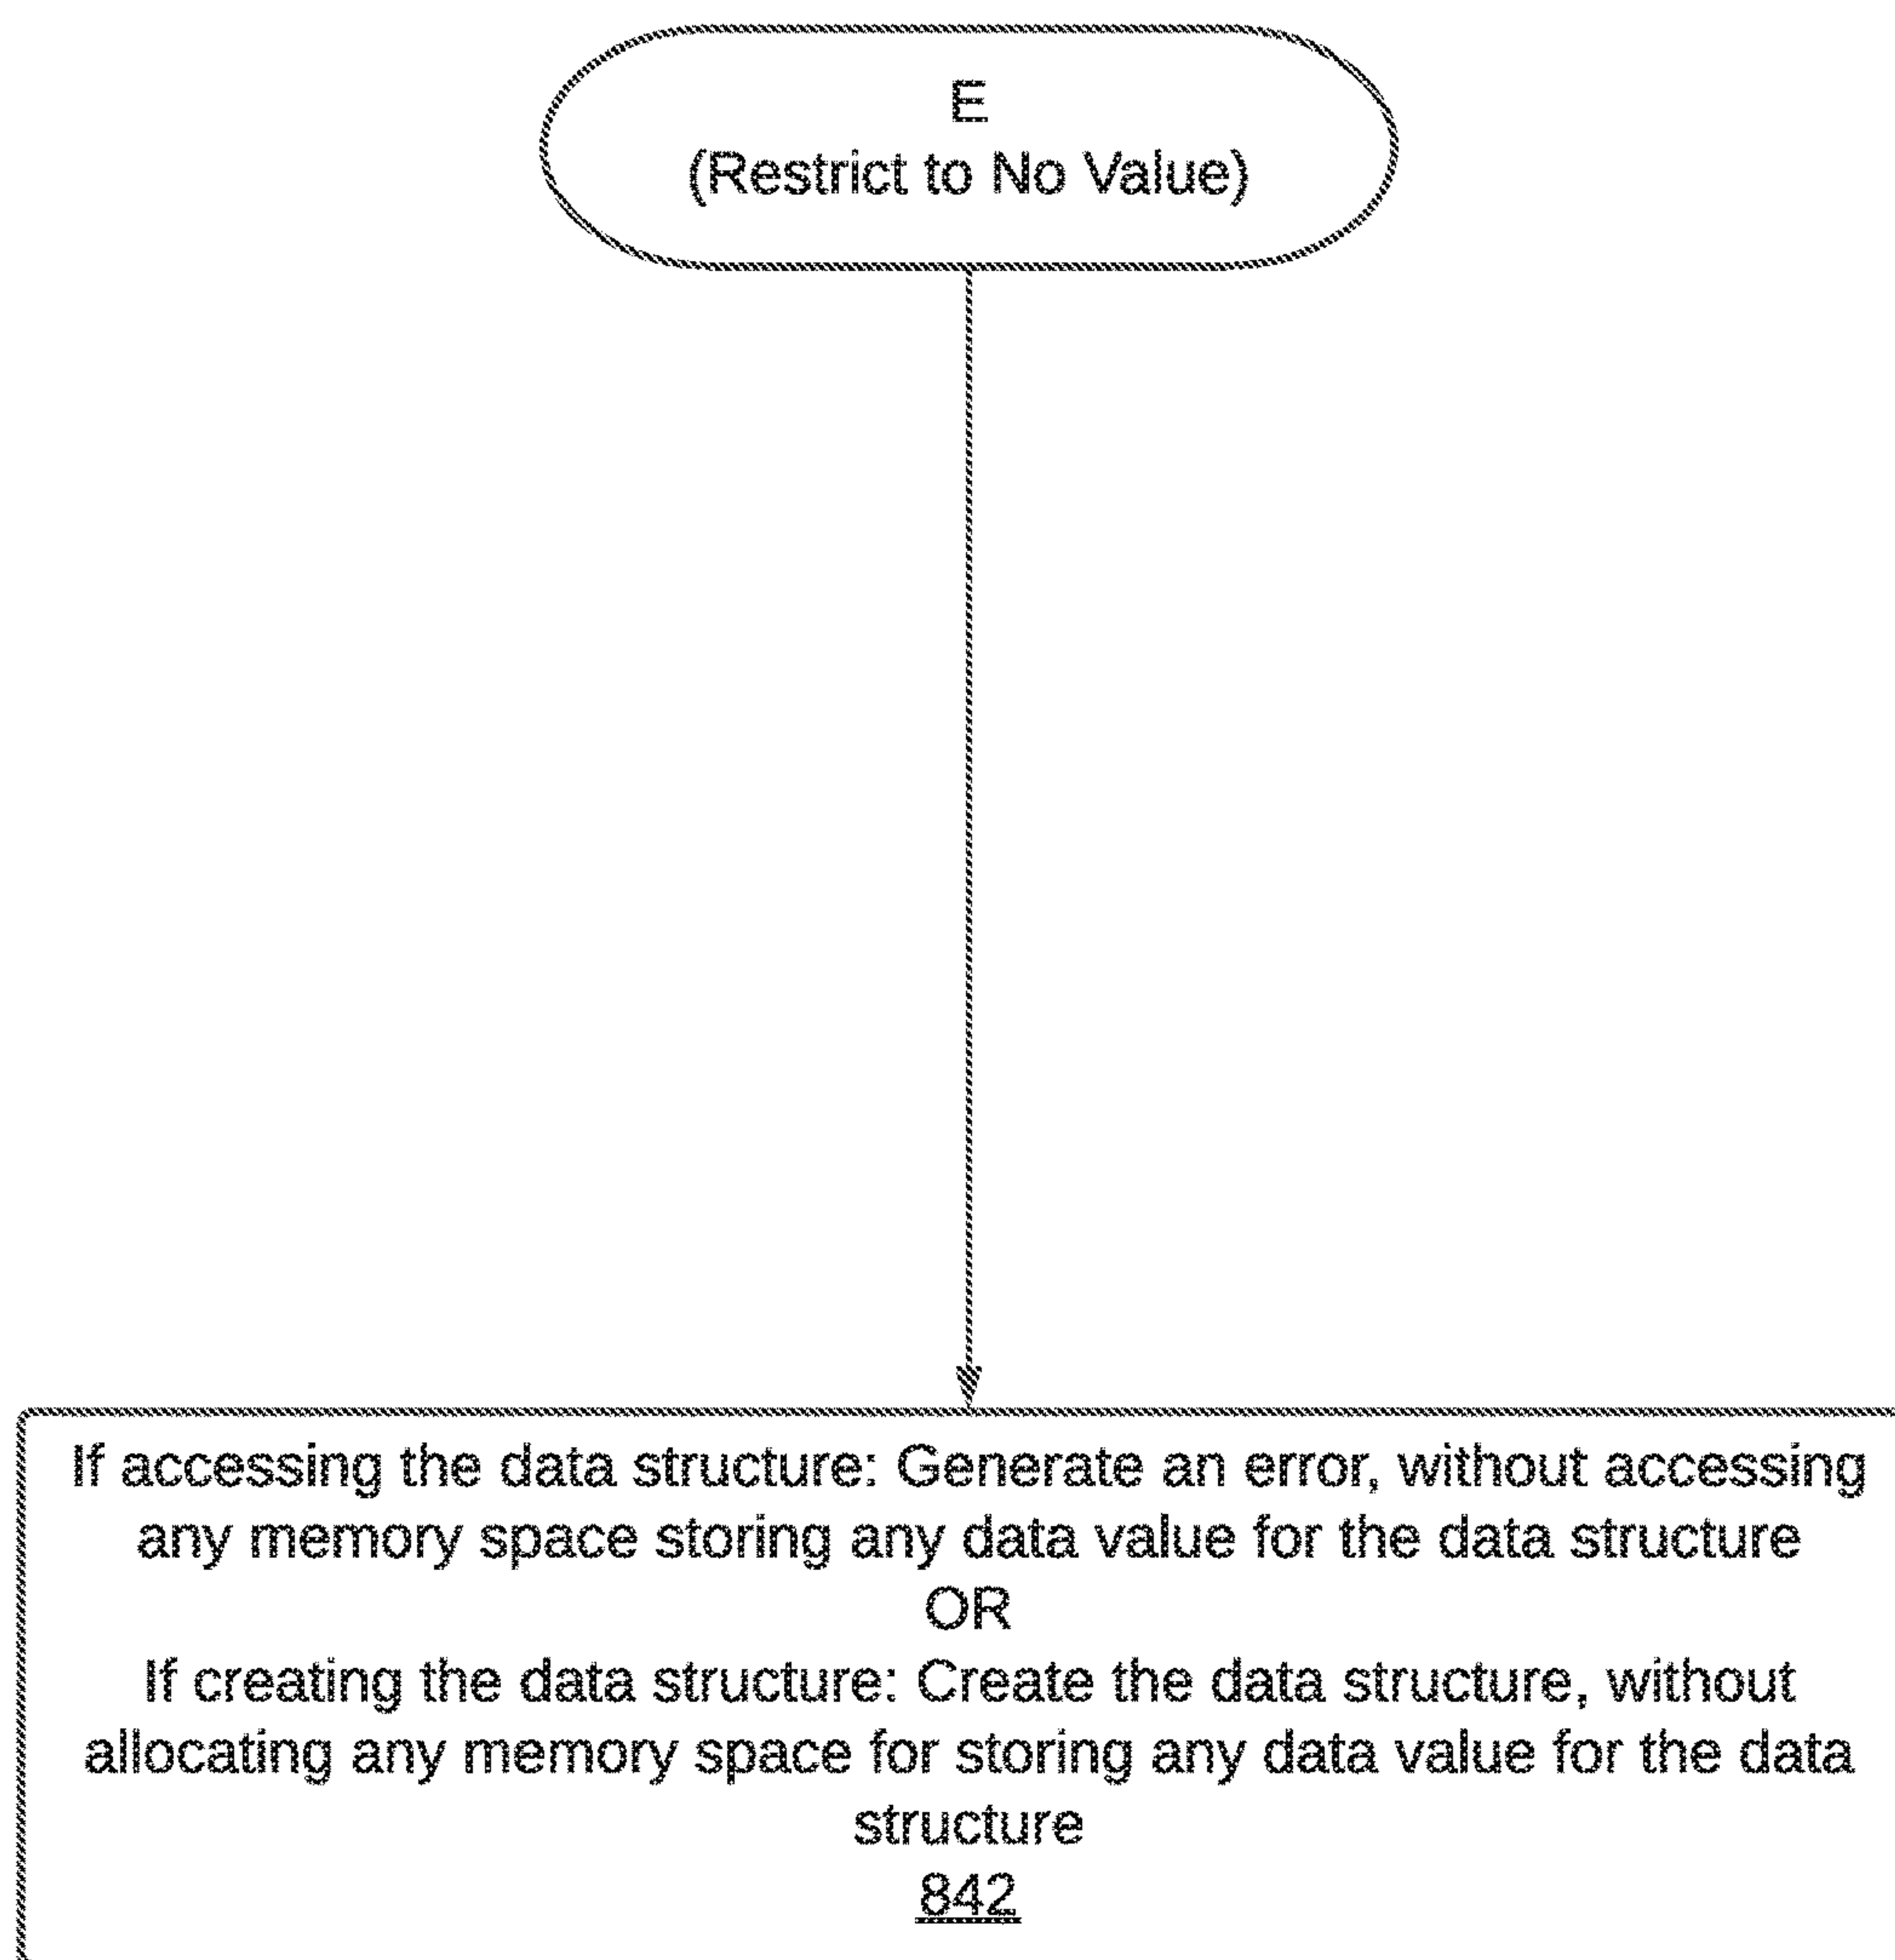 E
(Restrict to No Value)
If accessing the data structure: Generate an error, without accessing
any memory space storing any data value for the data structure
OR
If creating the data structure: Create the data structure, without
allocating any memory space for storing any data value for the data
structure
842